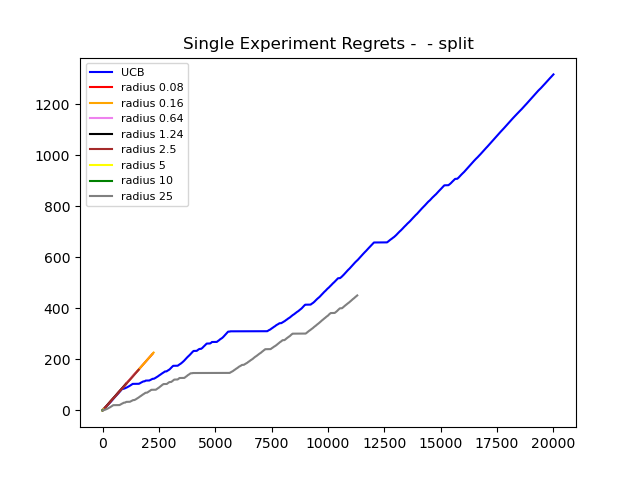 Single Experiment Regrets -  - split
UCB
radius 0.08
radius 0.16
radius 0.64
radius 1.24
radius 2.5
radius 5
radius 10
radius 25
1200
1000
800
600
400
200
0
0 2500 5000 7500 10000 12500 15000 17500 20000